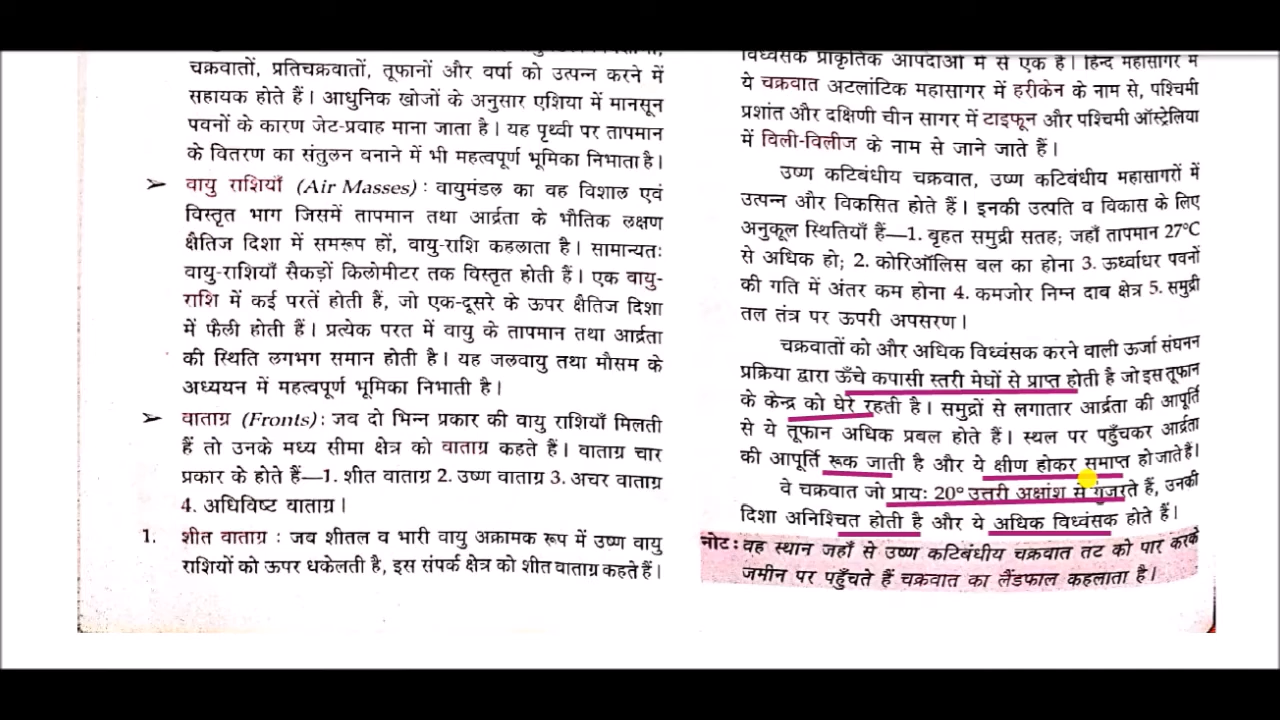 चक्रवातों, प्रतिचक्रवातों, तूफानों और वर्षा को उत्पन्न करने में
सहायक होते हैं। आधुनिक खोजों के अनुसार एशिया में मानसून
पवनों के कारण जेट-प्रवाह माना जाता है। यह पृथ्वी पर तापमान
के वितरण का संतुलन बनाने में भी महत्वपूर्ण भूमिका निभाता है।
➢ वायु राशियाँ (Air Masses) : वायुमंडल का वह विशाल एवं
विस्तृत भाग जिसमें तापमान तथा आर्द्रता के भौतिक लक्षण
क्षैतिज दिशा में समरूप हों, वायु-राशि कहलाता है। सामान्यतः
वायु-राशियाँ सैकड़ों किलोमीटर तक विस्तृत होती हैं। एक वायु-
राशि में कई परतें होती हैं, जो एक-दूसरे के ऊपर क्षैतिज दिशा
में फैली होती हैं। प्रत्येक परत में वायु के तापमान तथा आर्द्रता
की स्थिति लगभग समान होती है। यह जलवायु तथा मौसम के
अध्ययन में महत्वपूर्ण भूमिका निभाती है।
➢ वाताग्र (Fronts) : जब दो भिन्न प्रकार की वायु राशियाँ मिलती
हैं तो उनके मध्य सीमा क्षेत्र को वाताग्र कहते हैं। वाताग्र चार
प्रकार के होते हैं—1. शीत वाताग्र 2. उष्ण वाताग्र 3. अचर वाताग्र
4. अधिविष्ट वाताग्र।
1. शीत वाताग्र : जब शीतल व भारी वायु अक्रामक रूप में उष्ण वायु
राशियों को ऊपर धकेलती है, इस संपर्क क्षेत्र को शीत वाताग्र कहते हैं।
विध्वंसक प्राकृतिक आपदाओं में से एक है। हिन्द महासागर में
ये चक्रवात अटलांटिक महासागर में हरीकेन के नाम से, पश्चिमी
प्रशांत और दक्षिणी चीन सागर में टाइफून और पश्चिमी ऑस्ट्रेलिया
में विली-विलीज के नाम से जाने जाते हैं।
उष्ण कटिबंधीय चक्रवात, उष्ण कटिबंधीय महासागरों में
उत्पन्न और विकसित होते हैं। इनकी उत्पति व विकास के लिए
अनुकूल स्थितियाँ हैं—1. बृहत समुद्री सतह; जहाँ तापमान 27°C
से अधिक हो; 2. कोरिऑलिस बल का होना 3. ऊर्ध्वाधर पवनों
की गति में अंतर कम होना 4. कमजोर निम्न दाब क्षेत्र 5. समुद्री
तल तंत्र पर ऊपरी अपसरण।
चक्रवातों को और अधिक विध्वंसक करने वाली ऊर्जा संघनन
प्रक्रिया द्वारा ऊँचे कपासी स्तरी मेघों से प्राप्त होती है जो इस तूफान
के केन्द्र को घेरे रहती है। समुद्रों से लगातार आर्द्रता की आपूर्ति
से ये तूफान अधिक प्रबल होते हैं। स्थल पर पहुँचकर आर्द्रता
की आपूर्ति रूक जाती है और ये क्षीण होकर समाप्त हो जाते हैं।
वे चक्रवात जो प्रायः 20° उत्तरी अक्षांश से गुजरते हैं, उनकी
दिशा अनिश्चित होती है और ये अधिक विध्वंसक होते हैं।
नोट : वह स्थान जहाँ से उष्ण कटिबंधीय चक्रवात तट को पार करके
जमीन पर पहुँचते हैं चक्रवात का लैंडफाल कहलाता है।